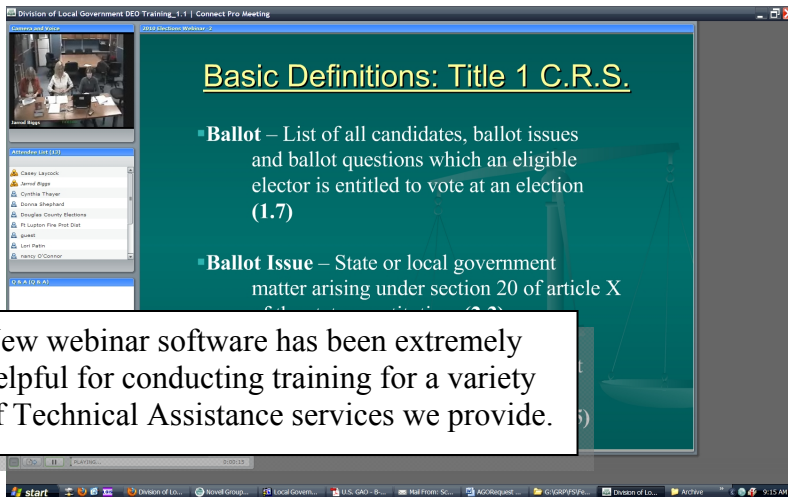 Division of Local Government DEO Training_1.1 | Connect Pro Meeting
Camera and Voice
2010 Elections Webinar_2
Jarrod Biggs
Attendee List (17)
Casey Laycock
Jarrod Biggs
Cynthia Thayer
Donna Shephard
Douglas County Elections
Ft Lupton Fire Prot Dist
guest
Lori Patin
nancy O'Connor
Q & A (Q & A)
Basic Definitions: Title 1 C.R.S.
Ballot – List of all candidates, ballot issues
and ballot questions which an eligible
elector is entitled to vote at an election
(1.7)
Ballot Issue – State or local government
matter arising under section 20 of article X
ew webinar software has been extremely
elpful for conducting training for a variety
f Technical Assistance services we provide.
PLAYING...
0:00:15
start
Division of Lo...
Novell Group...
Local Govern...
U.S. GAO - B-...
Mail From: Sc...
AGORequest ...
G:\GRP\FS\Fe...
Division of Lo...
Archive
9:15 AM